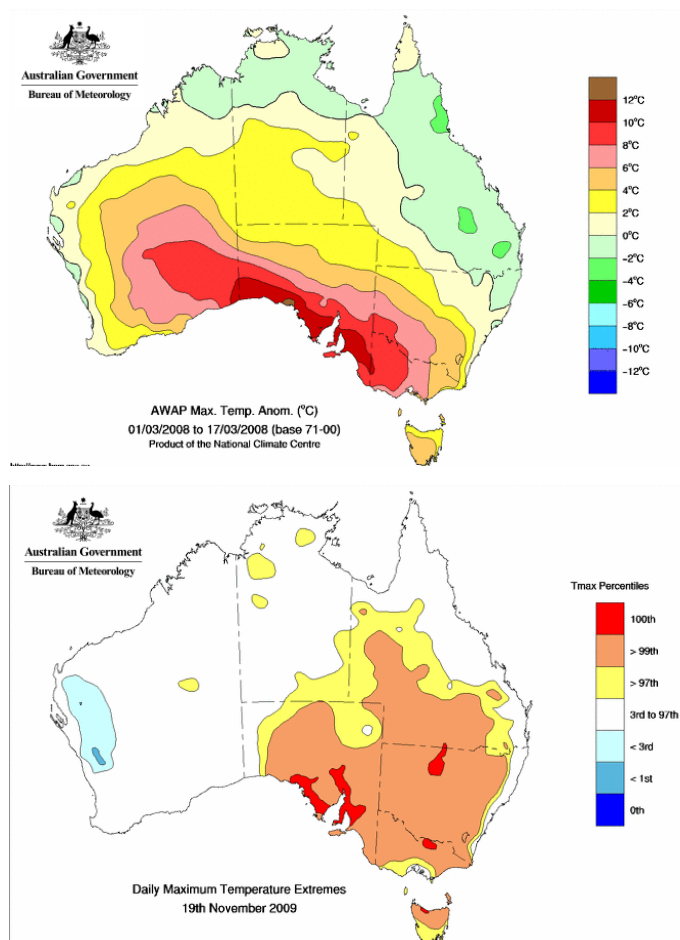 Australian Government
Bureau of Meteorology
12°C
10°C
8°C
6°C
4°C
2°C
0°C
-2°C
-4°C
-6°C
-8°C
-10°C
-12°C
AWAP Max. Temp. Anom. (°C)
01/03/2008 to 17/03/2008 (base 71-00)
Product of the National Climate Centre
Australian Government
Bureau of Meteorology
Tmax Percentiles
100th
> 99th
> 97th
3rd to 97th
< 3rd
< 1st
0th
Daily Maximum Temperature Extremes
19th November 2009